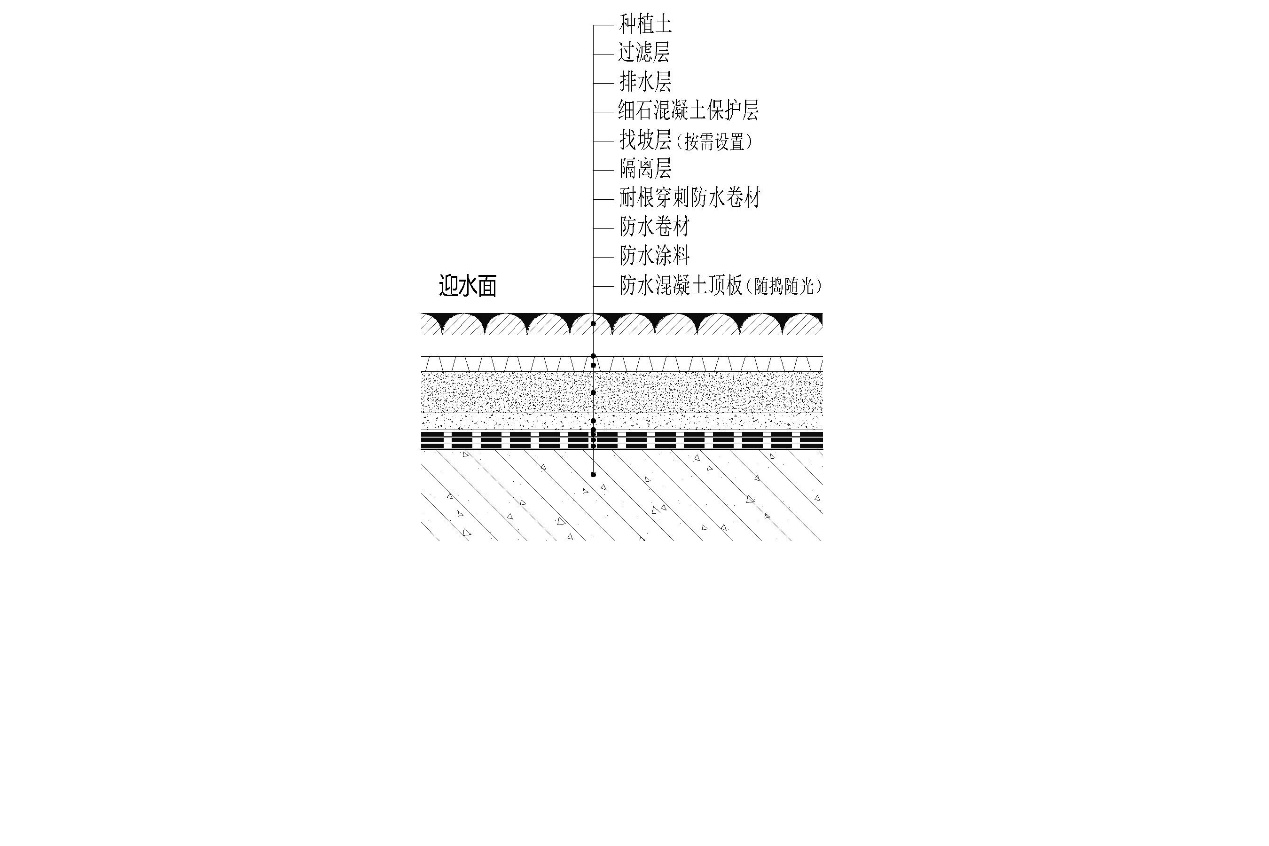 种植土
过滤层
排水层
细石混凝土保护层
找坡层(按需设置)
隔离层
耐根穿刺防水卷材
防水卷材
防水涂料
防水混凝土顶板(随捣随光)
迎水面